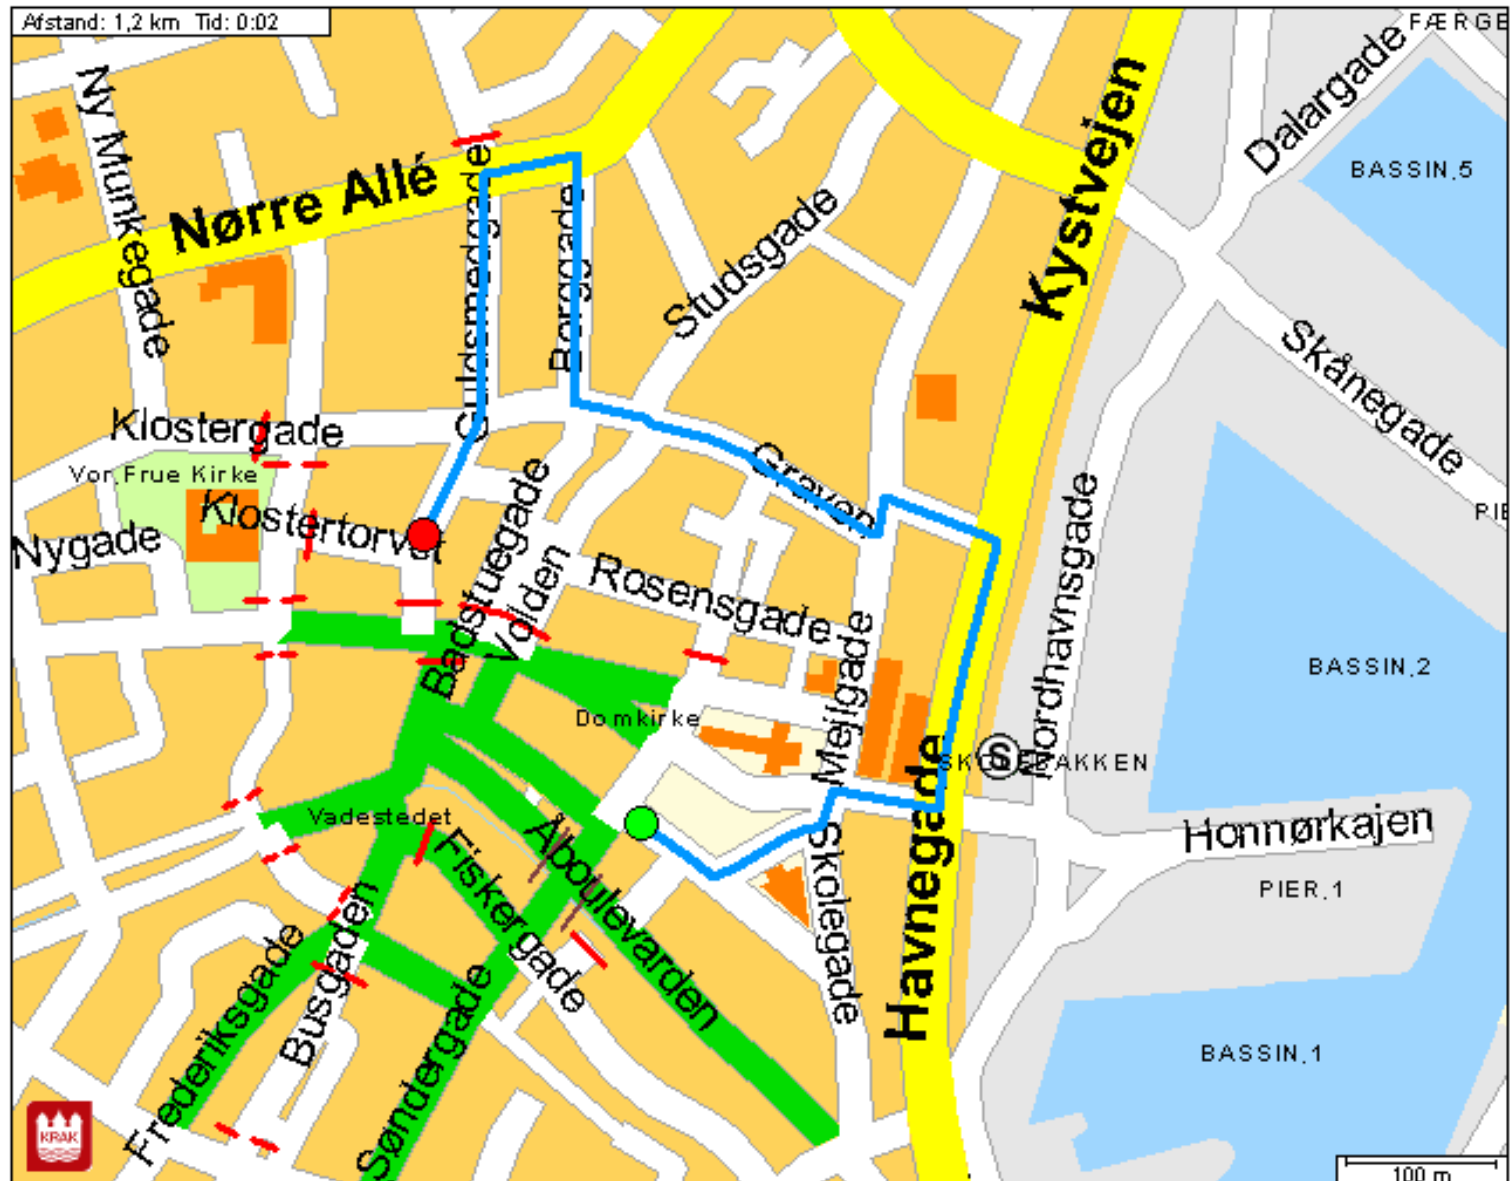 Afstand: 1,2 km Tid: 0:02
FÆRGE
Ny Munkegade
Nørre Allé
Guldsmedgade
Borggade
Studsgade
Kystvejen
Dalargade
BASSIN.5
Skånegade
Klostergade
Vor Frue Kirke
Klostertorvet
Nygade
Badstuegade
Volden
Graven
Rosensgade
Mejlgade
Nordhavnsgade
PIE
BASSIN.2
Domkirke
SKOLEBAKKEN
S
Vadestedet
Fiskergade
Åboulevarden
Skolegade
Havnegade
Honnørkajen
PIER.1
Frederiksgade
Busgaden
Søndergade
BASSIN.1
KRAK
100 m